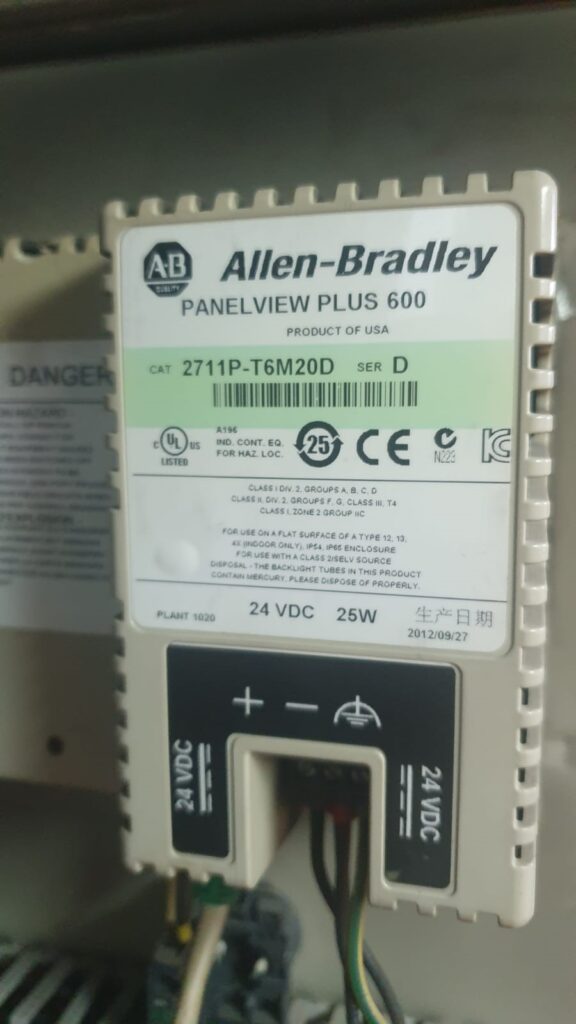 A·B
QUALITY
Allen-Bradley
PANELVIEW PLUS 600
PRODUCT OF USA
CAT 2711P-T6M20D SER D
DANGER
C UL US
LISTED
A196
IND. CONT. EQ.
FOR HAZ. LOC.
25
CE
N223
CLASS I DIV. 2, GROUPS A, B, C, D
CLASS II, DIV. 2, GROUPS F, G, CLASS III, T4
CLASS I, ZONE 2 GROUP IIC
FOR USE ON A FLAT SURFACE OF A TYPE 12, 13,
4X (INDOOR ONLY), IP54, IP65 ENCLOSURE
FOR USE WITH A CLASS 2/SELV SOURCE
DISPOSAL - THE BACKLIGHT TUBES IN THIS PRODUCT
CONTAIN MERCURY, PLEASE DISPOSE OF PROPERLY.
PLANT 1020
24 VDC 25W
生产日期
2012/09/27
+ −
24 VDC
24 VDC